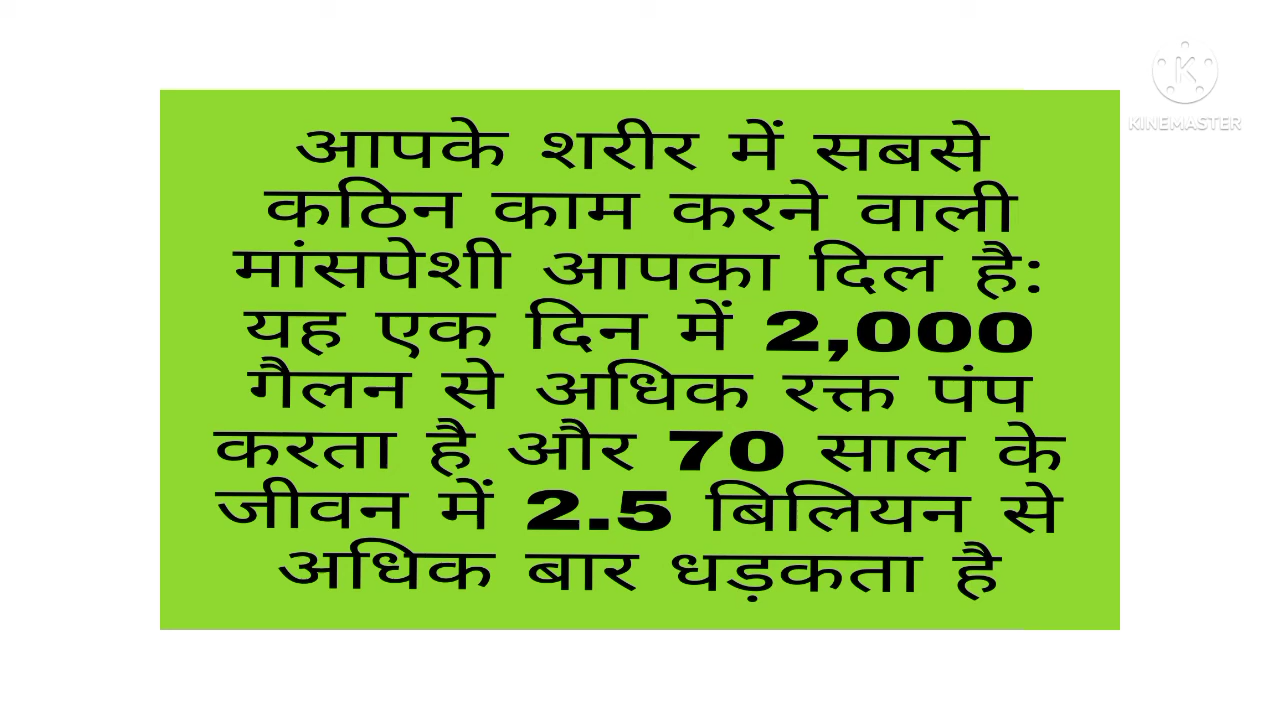 आपके शरीर में सबसे
कठिन काम करने वाली
मांसपेशी आपका दिल है:
यह एक दिन में 2,000
गैलन से अधिक रक्त पंप
करता है और 70 साल के
जीवन में 2.5 बिलियन से
अधिक बार धड़कता है
KINEMASTER